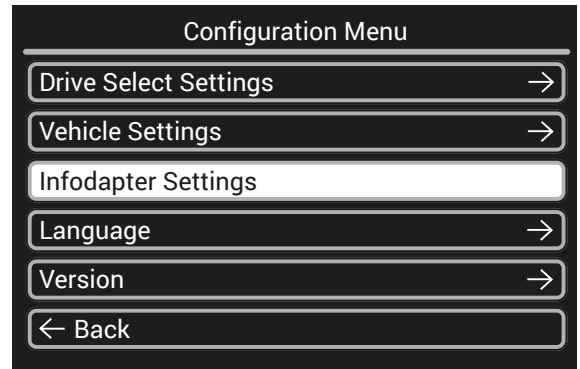 Configuration Menu
Drive Select Settings →
Vehicle Settings →
Infodapter Settings
Language →
Version →
← Back